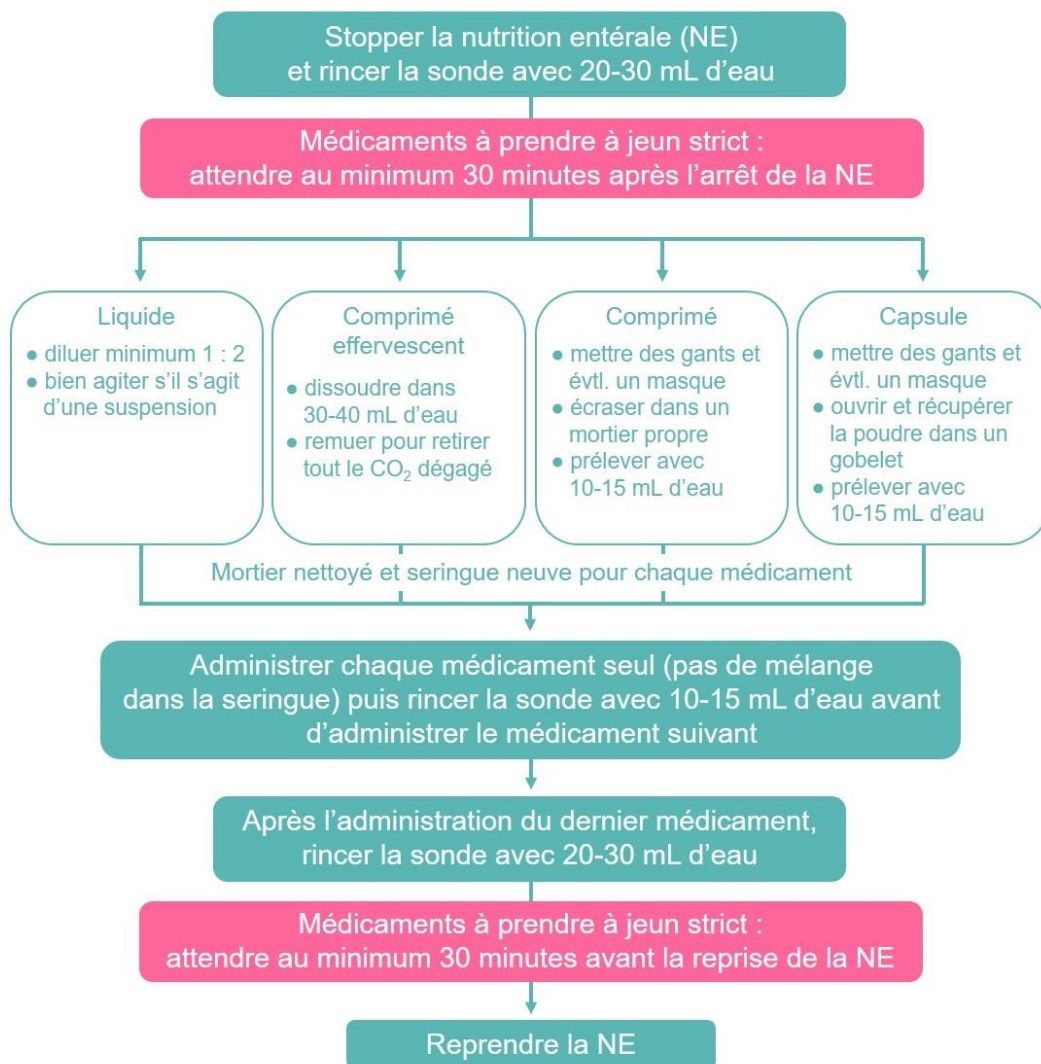 Stopper la nutrition entérale (NE)
et rincer la sonde avec 20-30 mL d'eau
Médicaments à prendre à jeun strict :
attendre au minimum 30 minutes après l'arrêt de la NE
Liquide
● diluer minimum 1 : 2
● bien agiter s'il s'agit
d'une suspension
Comprimé
effervescent
● dissoudre dans
30-40 mL d'eau
● remuer pour retirer
tout le CO₂ dégagé
Comprimé
● mettre des gants et
évtl. un masque
● écraser dans un
mortier propre
● prélever avec
10-15 mL d'eau
Capsule
● mettre des gants et
évtl. un masque
● ouvrir et récupérer
la poudre dans un
gobelet
● prélever avec
10-15 mL d'eau
Mortier nettoyé et seringue neuve pour chaque médicament
Administrer chaque médicament seul (pas de mélange
dans la seringue) puis rincer la sonde avec 10-15 mL d'eau avant
d'administrer le médicament suivant
Après l'administration du dernier médicament,
rincer la sonde avec 20-30 mL d'eau
Médicaments à prendre à jeun strict :
attendre au minimum 30 minutes avant la reprise de la NE
Reprendre la NE